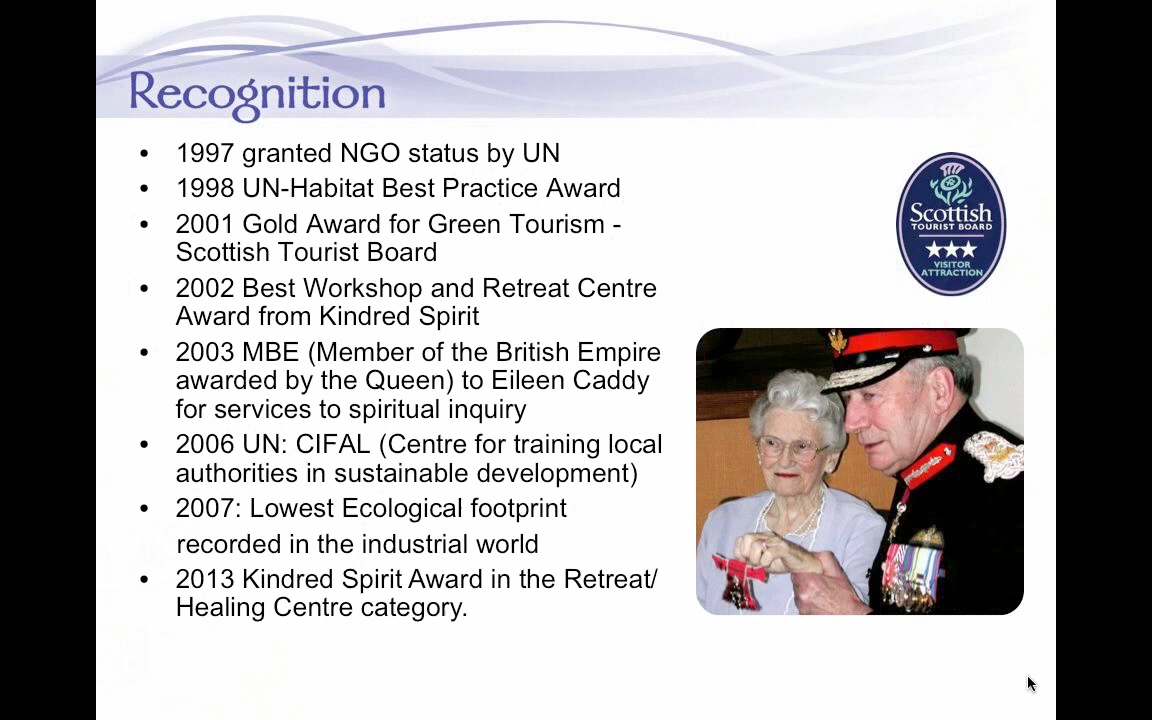 Recognition
• 1997 granted NGO status by UN
• 1998 UN-Habitat Best Practice Award
• 2001 Gold Award for Green Tourism -
Scottish Tourist Board
• 2002 Best Workshop and Retreat Centre
Award from Kindred Spirit
• 2003 MBE (Member of the British Empire
awarded by the Queen) to Eileen Caddy
for services to spiritual inquiry
• 2006 UN: CIFAL (Centre for training local
authorities in sustainable development)
• 2007: Lowest Ecological footprint
recorded in the industrial world
• 2013 Kindred Spirit Award in the Retreat/
Healing Centre category.
Scottish
TOURIST BOARD
VISITOR
ATTRACTION